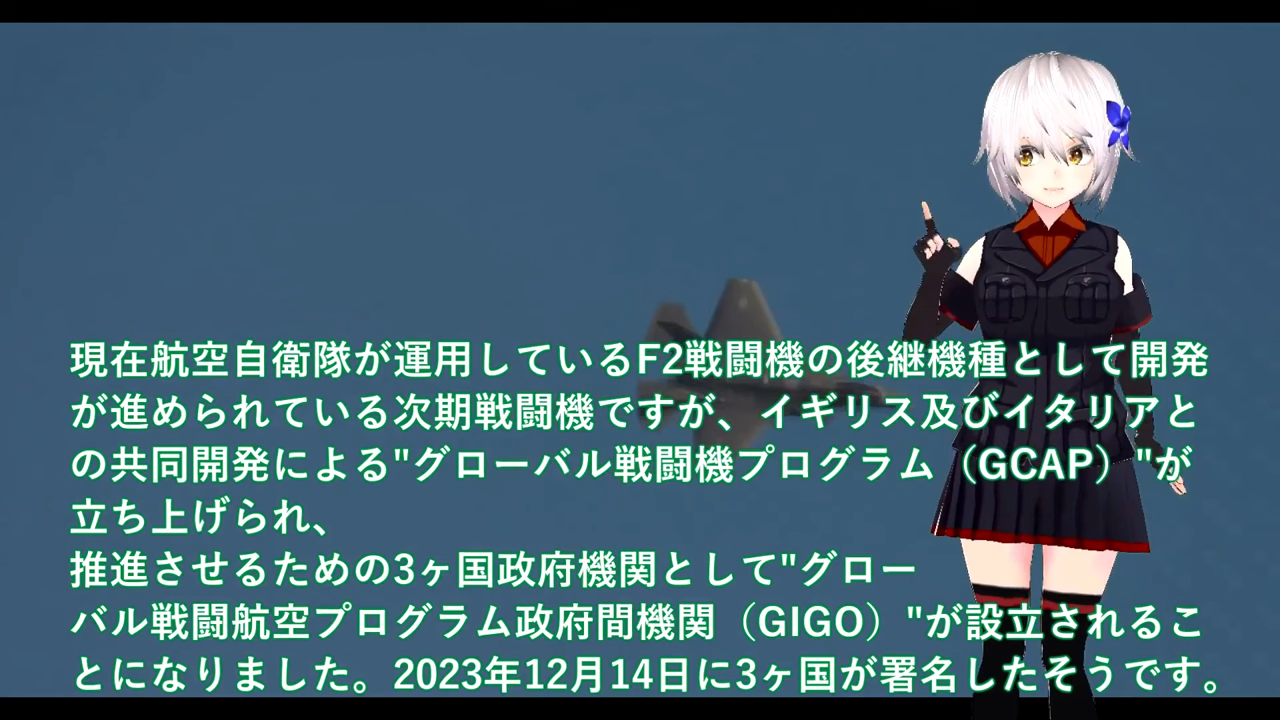 現在航空自衛隊が運用しているF2戦闘機の後継機種として開発
が進められている次期戦闘機ですが、イギリス及びイタリアと
の共同開発による"グローバル戦闘機プログラム（GCAP）"が
立ち上げられ、
推進させるための3ヶ国政府機関として"グロー
バル戦闘航空プログラム政府間機関（GIGO）"が設立されるこ
とになりました。2023年12月14日に3ヶ国が署名したそうです。